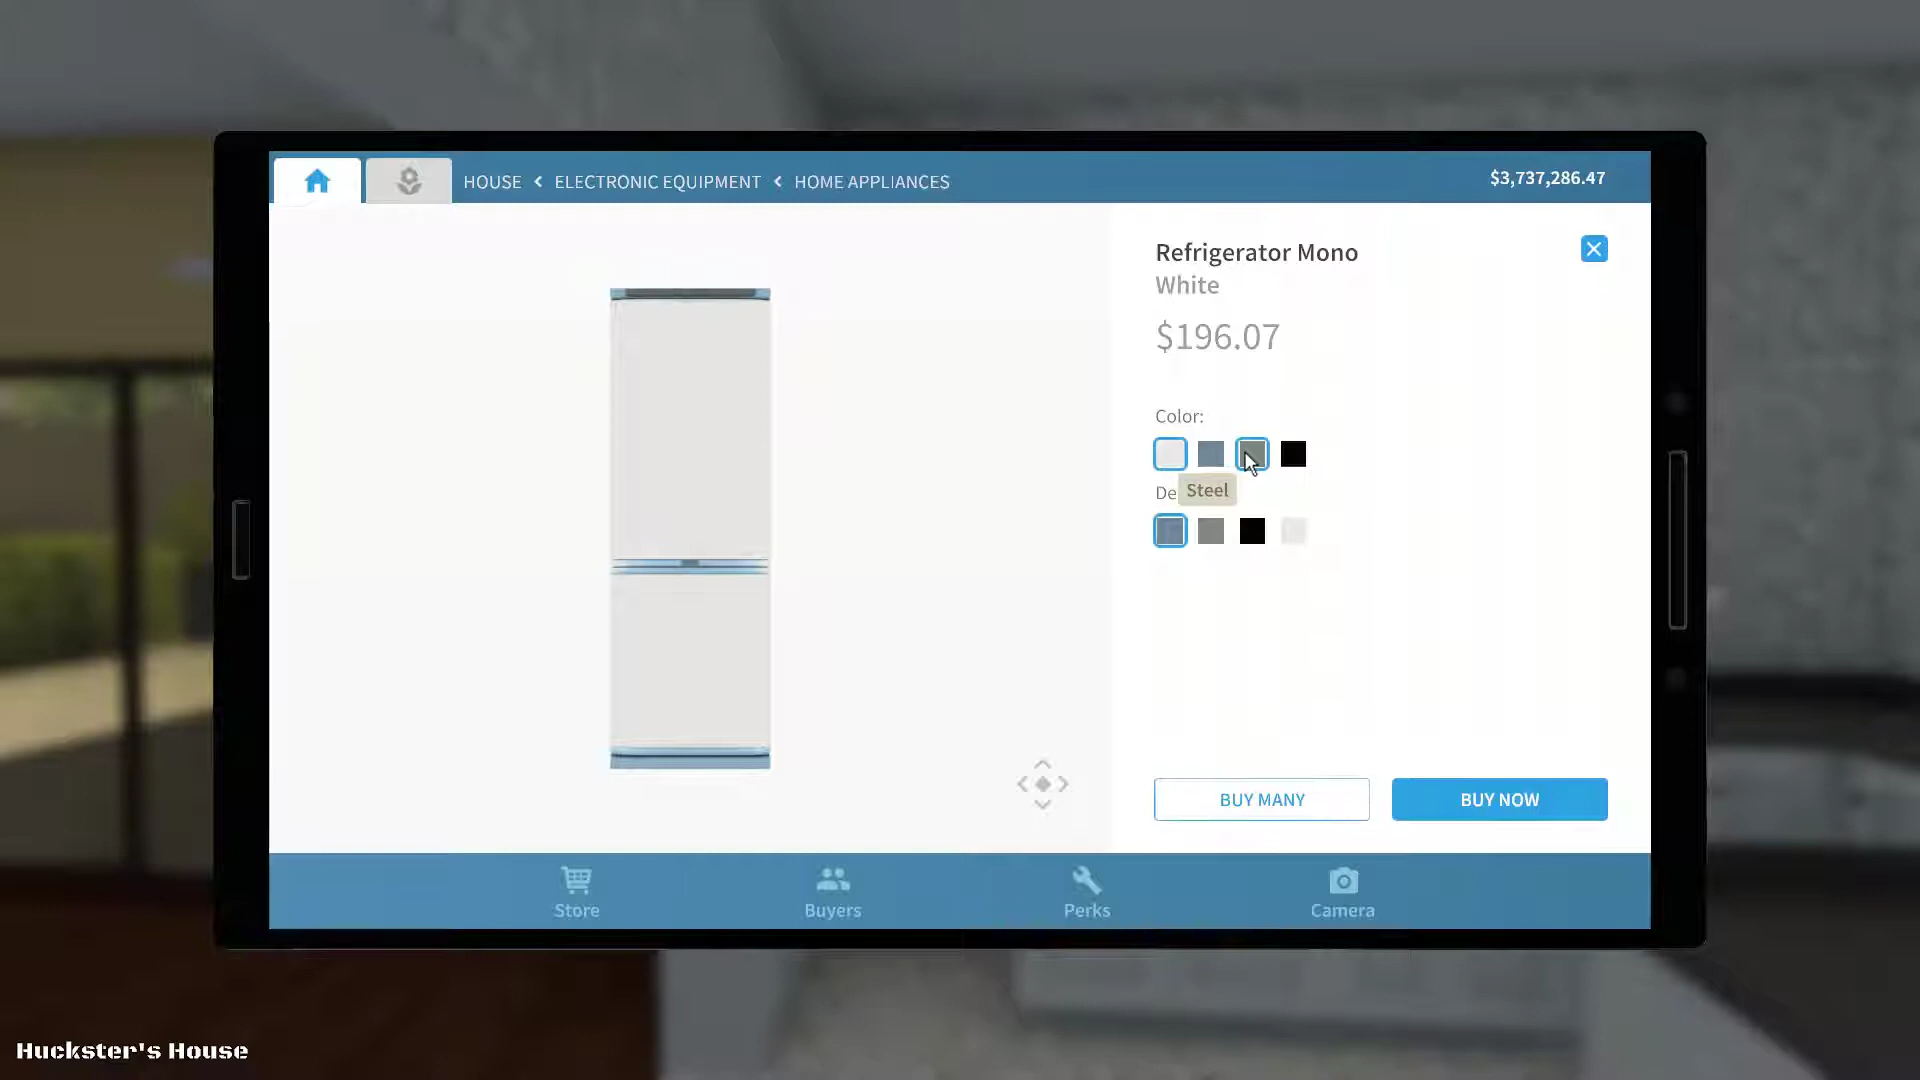 HOUSE < ELECTRONIC EQUIPMENT < HOME APPLIANCES
$3,737,286.47
Refrigerator Mono
White
$196.07
Color:
Steel
De
BUY MANY
BUY NOW
Store
Buyers
Perks
Camera
Huckster's House